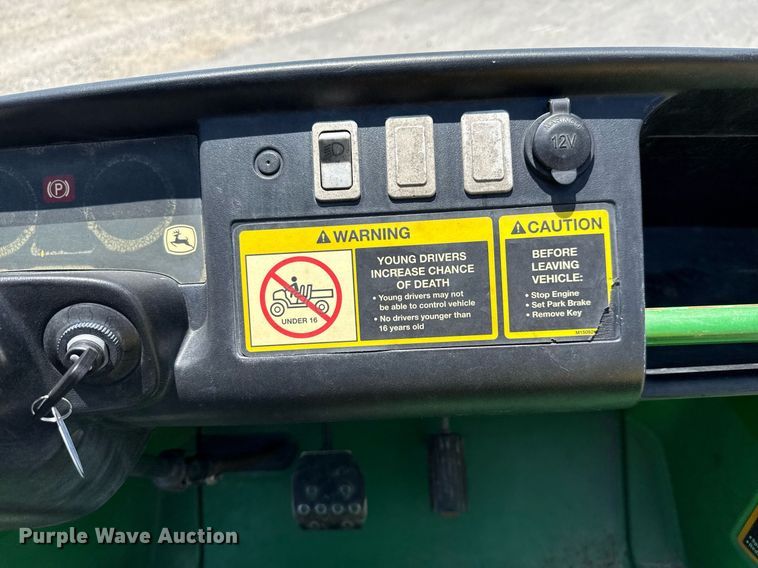 12V
(P)
WARNING
YOUNG DRIVERS
INCREASE CHANCE
OF DEATH
• Young drivers may not
be able to control vehicle
• No drivers younger than
16 years old
UNDER 16
CAUTION
BEFORE
LEAVING
VEHICLE:
• Stop Engine
• Set Park Brake
• Remove Key
Purple Wave Auction